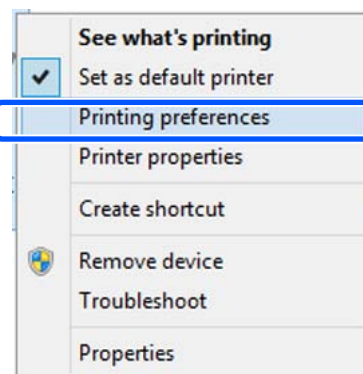 See what's printing
Set as default printer
Printing preferences
Printer properties
Create shortcut
Remove device
Troubleshoot
Properties